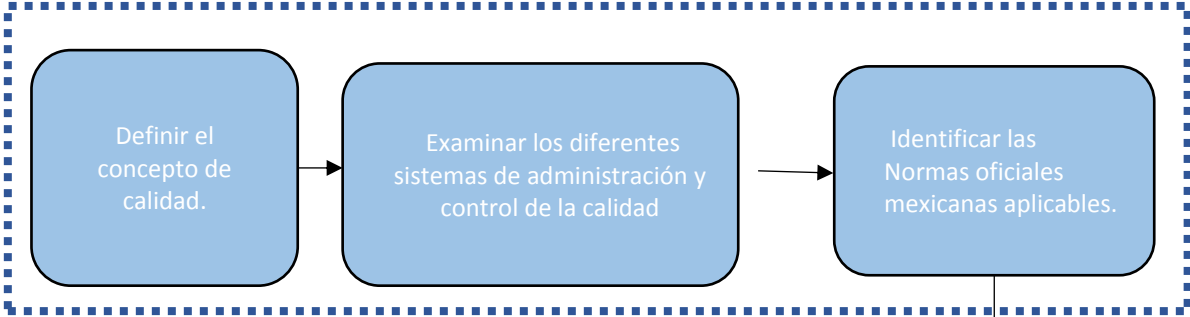 Definir el
concepto de
calidad.
Examinar los diferentes
sistemas de administración y
control de la calidad
Identificar las
Normas oficiales
mexicanas aplicables.